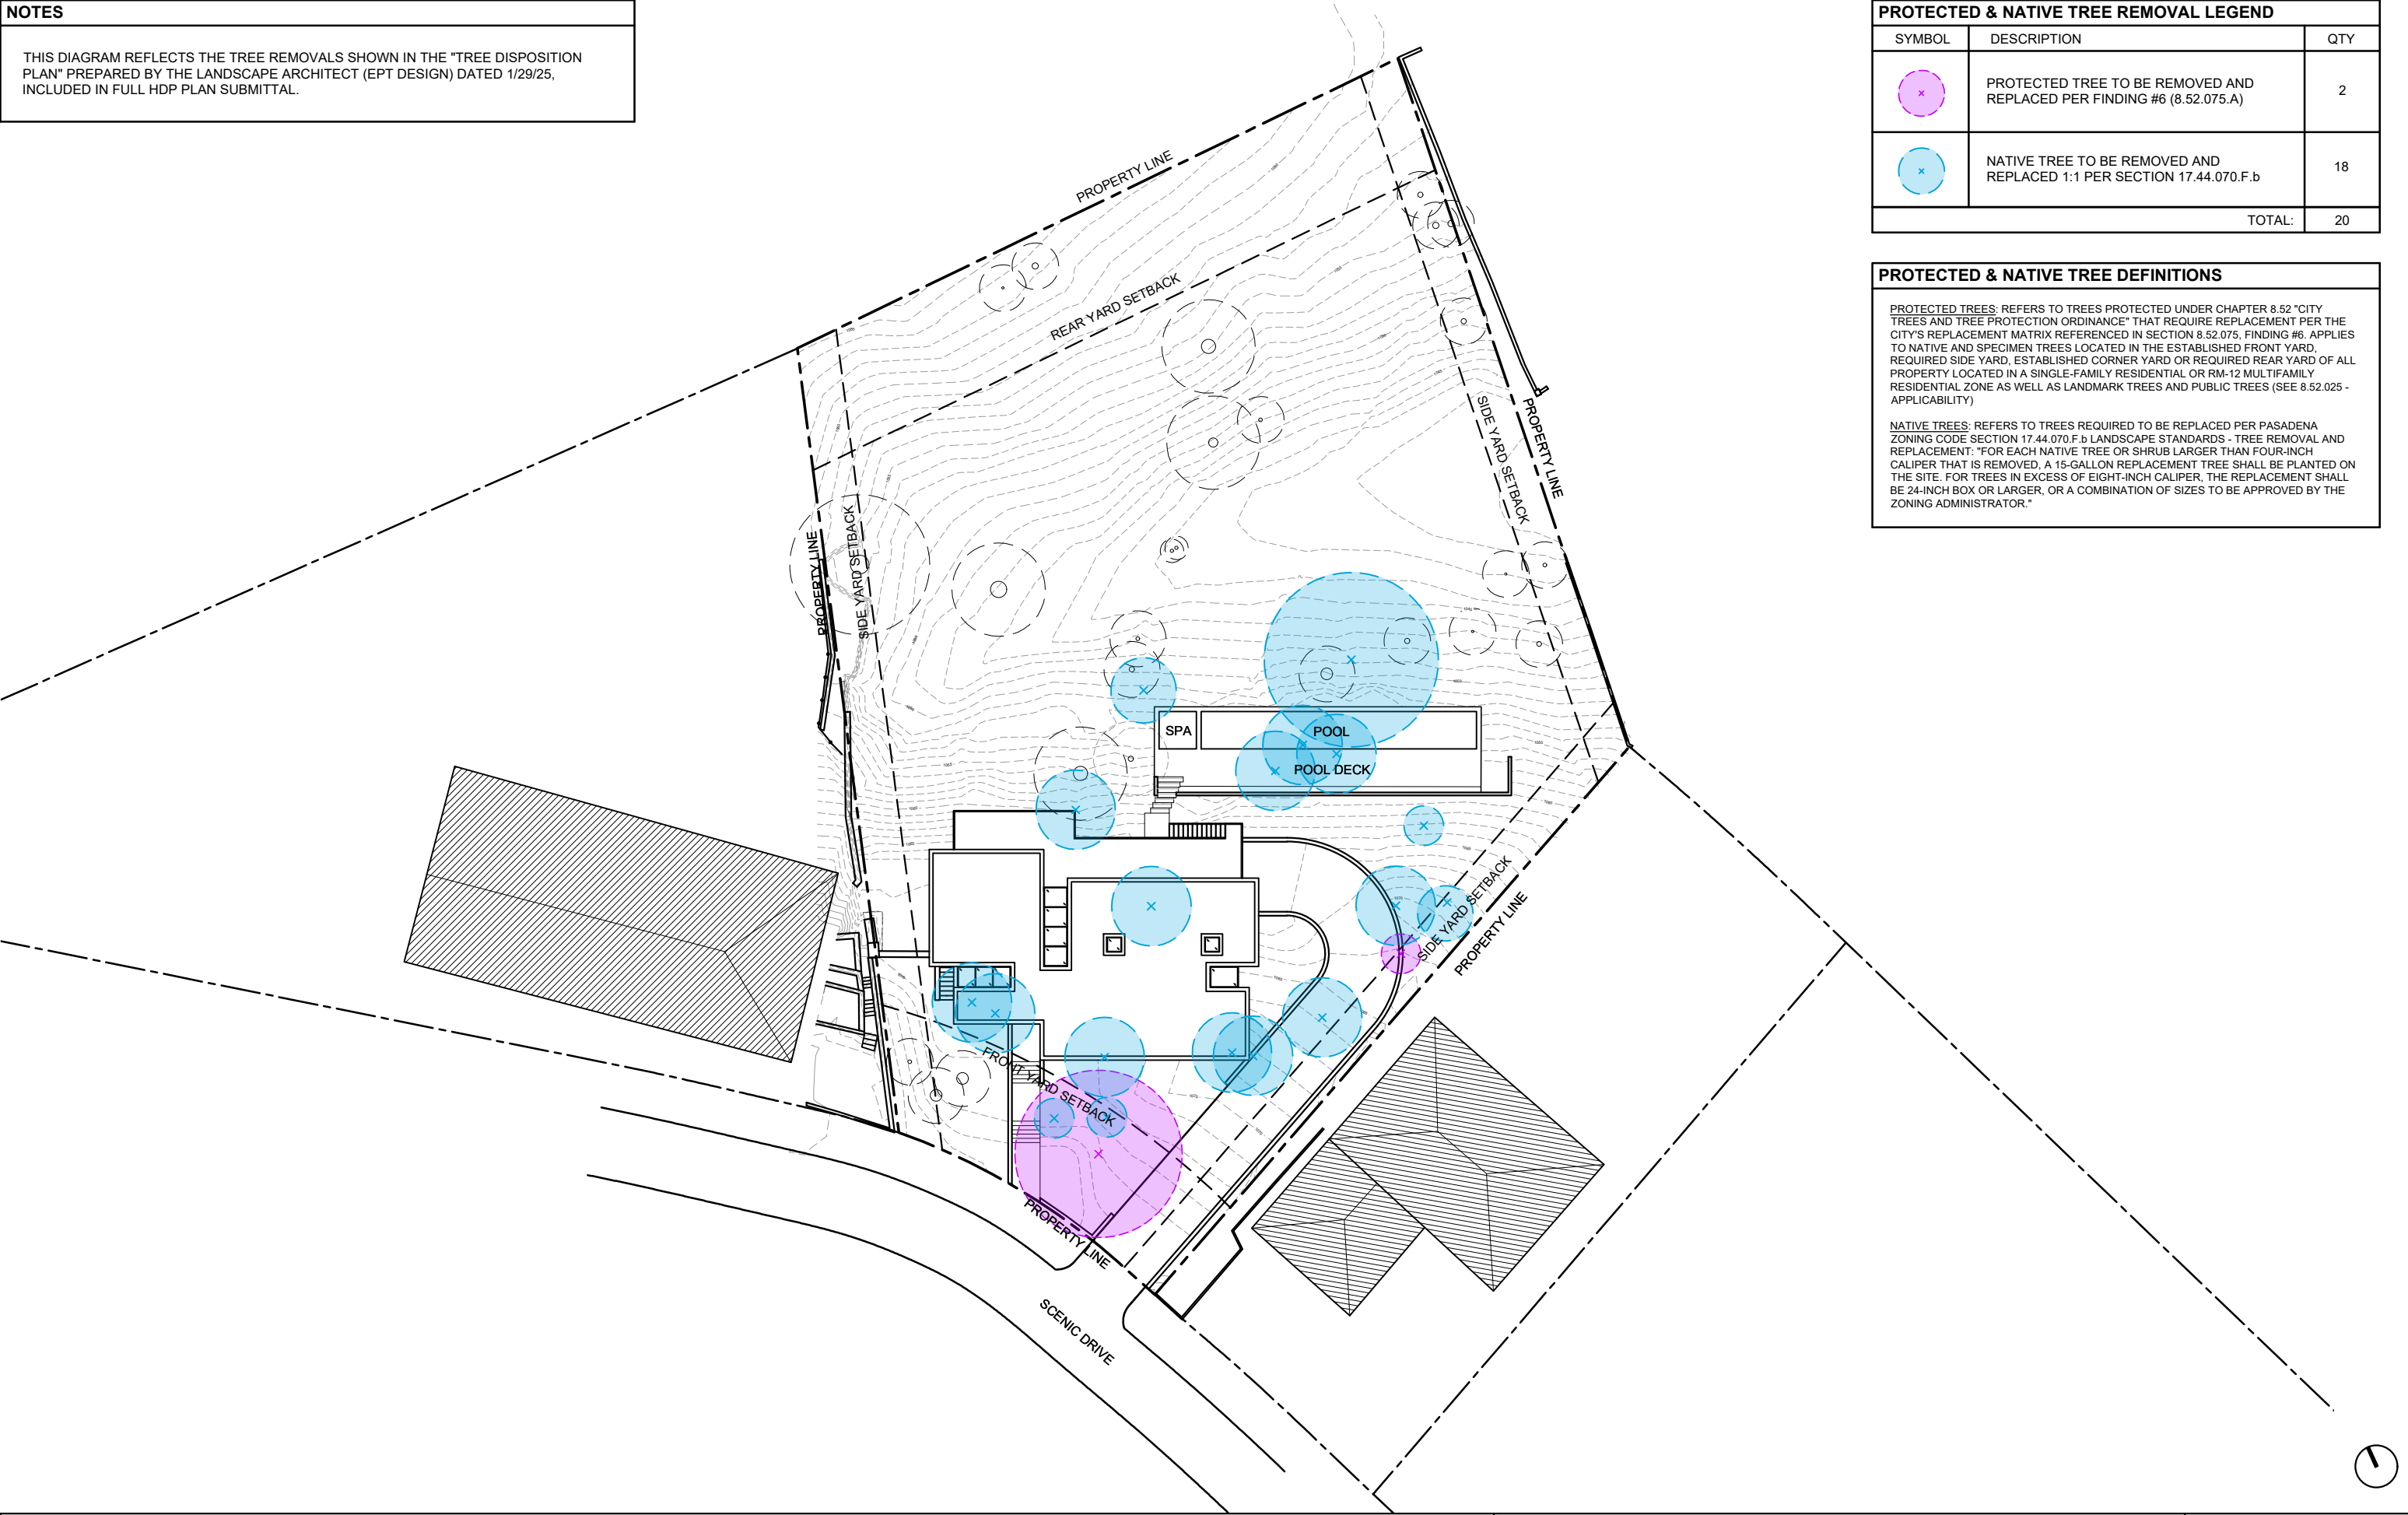 NOTES
THIS DIAGRAM REFLECTS THE TREE REMOVALS SHOWN IN THE "TREE DISPOSITION
PLAN" PREPARED BY THE LANDSCAPE ARCHITECT (EPT DESIGN) DATED 1/29/25,
INCLUDED IN FULL HDP PLAN SUBMITTAL.
PROTECTED & NATIVE TREE REMOVAL LEGEND
SYMBOL DESCRIPTION QTY
PROTECTED TREE TO BE REMOVED AND
REPLACED PER FINDING #6 (8.52.075.A)
2
NATIVE TREE TO BE REMOVED AND
REPLACED 1:1 PER SECTION 17.44.070.F.b
18
TOTAL: 20
PROTECTED & NATIVE TREE DEFINITIONS
PROTECTED TREES: REFERS TO TREES PROTECTED UNDER CHAPTER 8.52 "CITY
TREES AND TREE PROTECTION ORDINANCE" THAT REQUIRE REPLACEMENT PER THE
CITY'S REPLACEMENT MATRIX REFERENCED IN SECTION 8.52.075, FINDING #6. APPLIES
TO NATIVE AND SPECIMEN TREES LOCATED IN THE ESTABLISHED FRONT YARD,
REQUIRED SIDE YARD, ESTABLISHED CORNER YARD OR REQUIRED REAR YARD OF ALL
PROPERTY LOCATED IN A SINGLE-FAMILY RESIDENTIAL OR RM-12 MULTIFAMILY
RESIDENTIAL ZONE AS WELL AS LANDMARK TREES AND PUBLIC TREES (SEE 8.52.025 -
APPLICABILITY)
NATIVE TREES: REFERS TO TREES REQUIRED TO BE REPLACED PER PASADENA
ZONING CODE SECTION 17.44.070.F.b LANDSCAPE STANDARDS - TREE REMOVAL AND
REPLACEMENT: "FOR EACH NATIVE TREE OR SHRUB LARGER THAN FOUR-INCH
CALIPER THAT IS REMOVED, A 15-GALLON REPLACEMENT TREE SHALL BE PLANTED ON
THE SITE. FOR TREES IN EXCESS OF EIGHT-INCH CALIPER, THE REPLACEMENT SHALL
BE 24-INCH BOX OR LARGER, OR A COMBINATION OF SIZES TO BE APPROVED BY THE
ZONING ADMINISTRATOR."
PROPERTY LINE
REAR YARD SETBACK
SIDE YARD SETBACK
PROPERTY LINE
PROPERTY LINE
SIDE YARD SETBACK
SPA
POOL
POOL DECK
SIDE YARD SETBACK
PROPERTY LINE
FRONT YARD SETBACK
PROPERTY LINE
SCENIC DRIVE